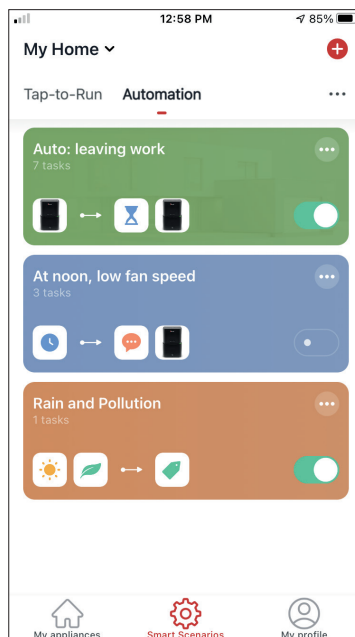 12:58 PM
85%
My Home
Tap-to-Run
Automation
Auto: leaving work
7 tasks
At noon, low fan speed
3 tasks
Rain and Pollution
1 tasks
My appliances
Smart Scenarios
My profile